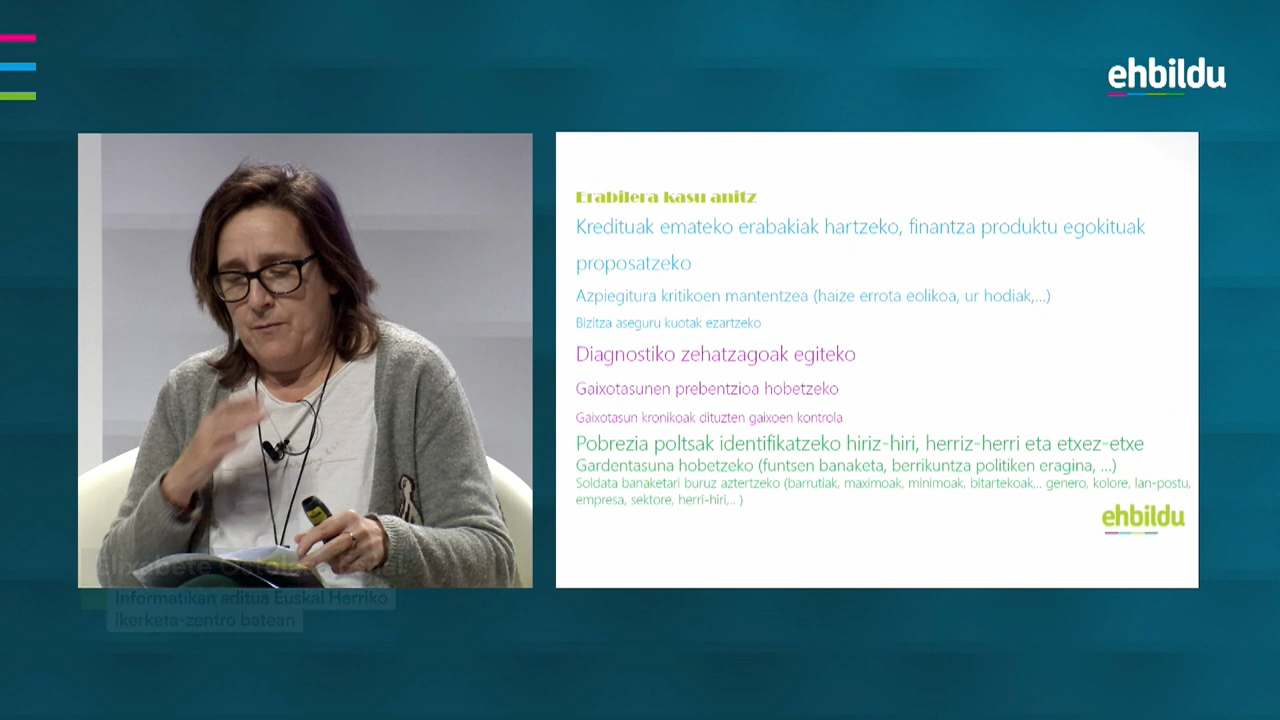 ehbildu
Erabilera kasu anitz
Kredituak emateko erabakiak hartzeko, finantza produktu egokituak
proposatzeko
Azpiegitura kritikoen mantentzea (haize errota eolikoa, ur hodiak,...)
Bizitza aseguru kuotak ezartzeko
Diagnostiko zehatzagoak egiteko
Gaixotasunen prebentzioa hobetzeko
Gaixotasun kronikoak dituzten gaixoen kontrola
Pobrezia poltsak identifikatzeko hiriz-hiri, herriz-herri eta etxez-etxe
Gardentasuna hobetzeko (funtsen banaketa, berrikuntza politiken eragina, ...)
Soldata banaketari buruz aztertzeko (barrutiak, maximoak, minimoak, bitartekoak,.. genero, kolore, lan-postu,
empresa, sektore, herri-hiri,.. )
ehbildu
Informatikan aditua Euskal Herriko
ikerketa-zentro batean